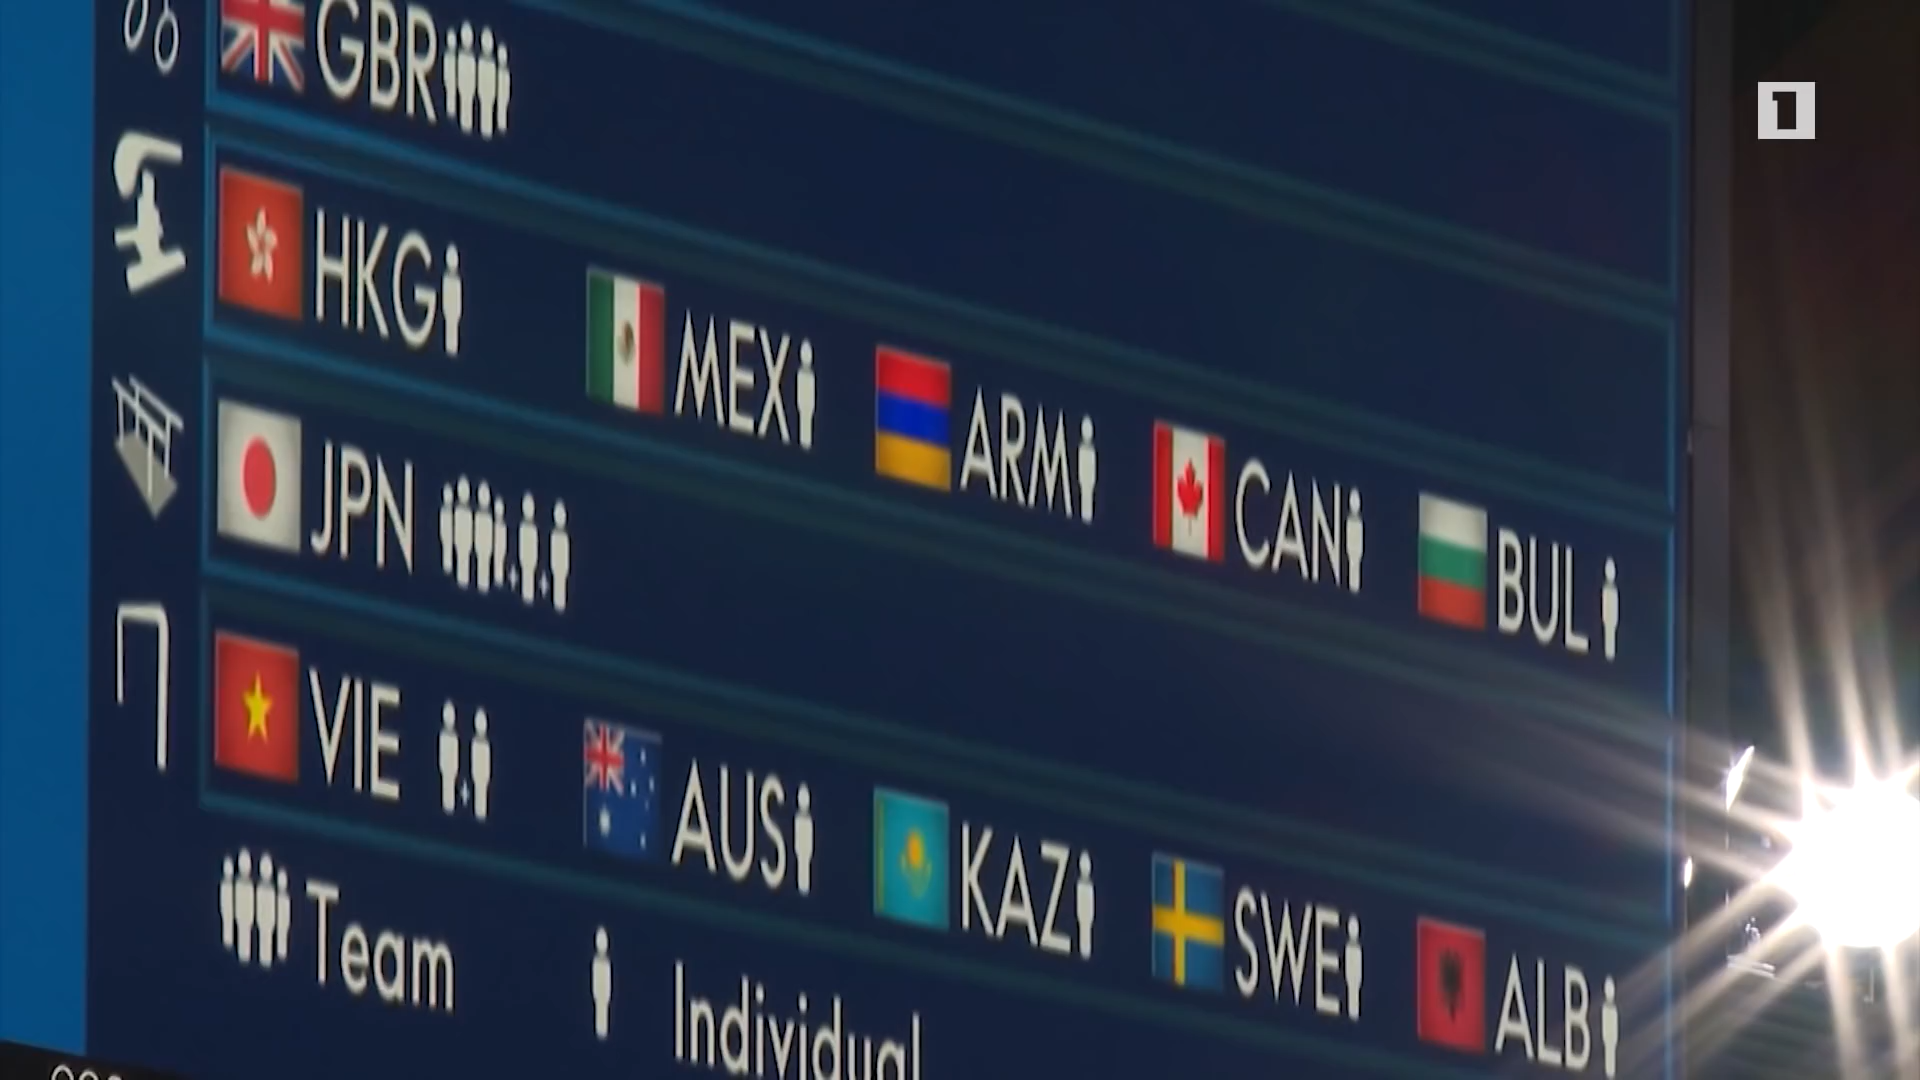 GBR
1
HKG MEX ARM CAN BUL
JPN
VIE AUS KAZ SWE ALB
Team Individual